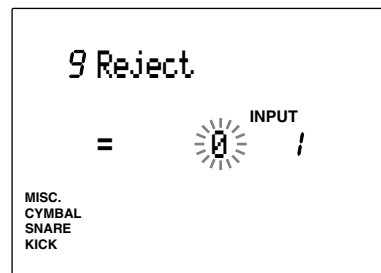 9 Reject
INPUT
= 0 1
MISC.
CYMBAL
SNARE
KICK